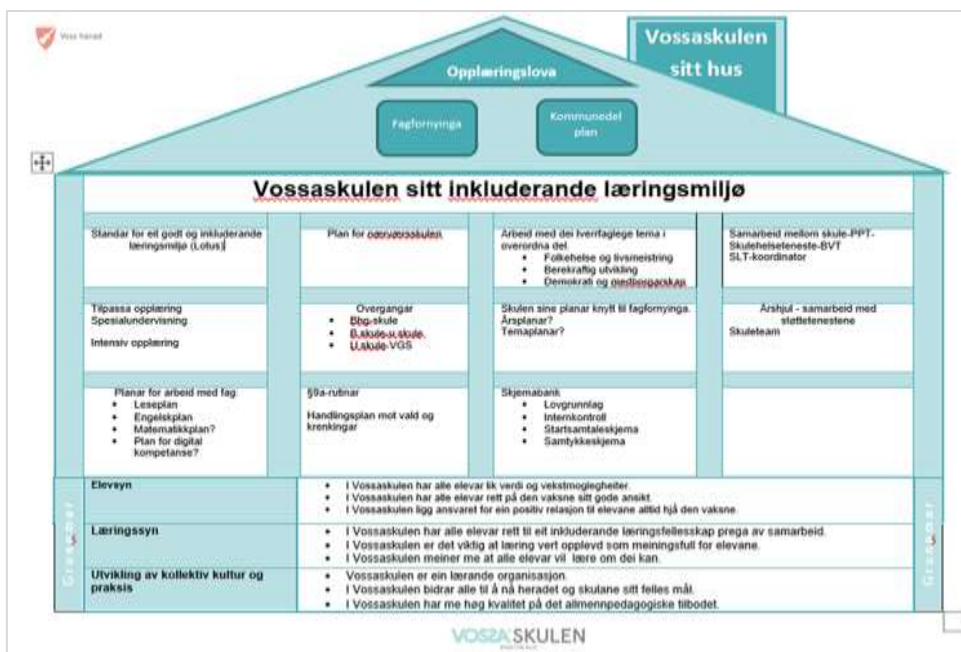 Voss herad
Vossaskulen
sitt hus
Opplæringslova
Fagfornyinga
Kommunedel
plan
Vossaskulen sitt inkluderande læringsmiljø
Standar for eit godt og inkluderande
læringsmiljø (Lotus)
Plan for nærværsskulen
Arbeid med dei tverrfaglege tema i
overordna del.
• Folkehelse og livsmeistring
• Berekraftig utvikling
• Demokrati og medborgarskap
Samarbeid mellom skule-PPT-
Skulehelseteneste-BVT
SLT-koordinator
Tilpassa opplæring
Spesialundervisning
Intensiv opplæring
Overgangar
• Bhg-skule
• B.skule-u.skule
• U.skule-VGS
Skulen sine planar knytt til fagfornyinga.
Årsplanar?
Temaplanar?
Årshjul - samarbeid med
støttetenestene
Skuleteam
Planar for arbeid med fag
• Leseplan
• Engelskplan
• Matematikkplan?
• Plan for digital
kompetanse?
§9a-rutinar
Handlingsplan mot vald og
krenkingar
Skjemabank
• Lovgrunnlag
• Internkontroll
• Startsamtaleskjema
• Samtykkeskjema
Elevsyn
• I Vossaskulen har alle elevar lik verdi og vekstmoglegheiter.
• I Vossaskulen har alle elevar rett på den vaksne sitt gode ansikt.
• I Vossaskulen ligg ansvaret for ein positiv relasjon til elevane alltid hjå den vaksne.
Læringssyn
• I Vossaskulen har alle elevar rett til eit inkluderande læringsfellesskap prega av samarbeid.
• I Vossaskulen er det viktig at læring vert opplevd som meiningsfull for elevane.
• I Vossaskulen meiner me at alle elevar vil lære om dei kan.
Utvikling av kollektiv kultur og
praksis
• Vossaskulen er ein lærande organisasjon.
• I Vossaskulen bidrar alle til å nå heradet og skulane sitt felles mål.
• I Vossaskulen har me høg kvalitet på det allmennpedagogiske tilbodet.
VOSSA SKULEN